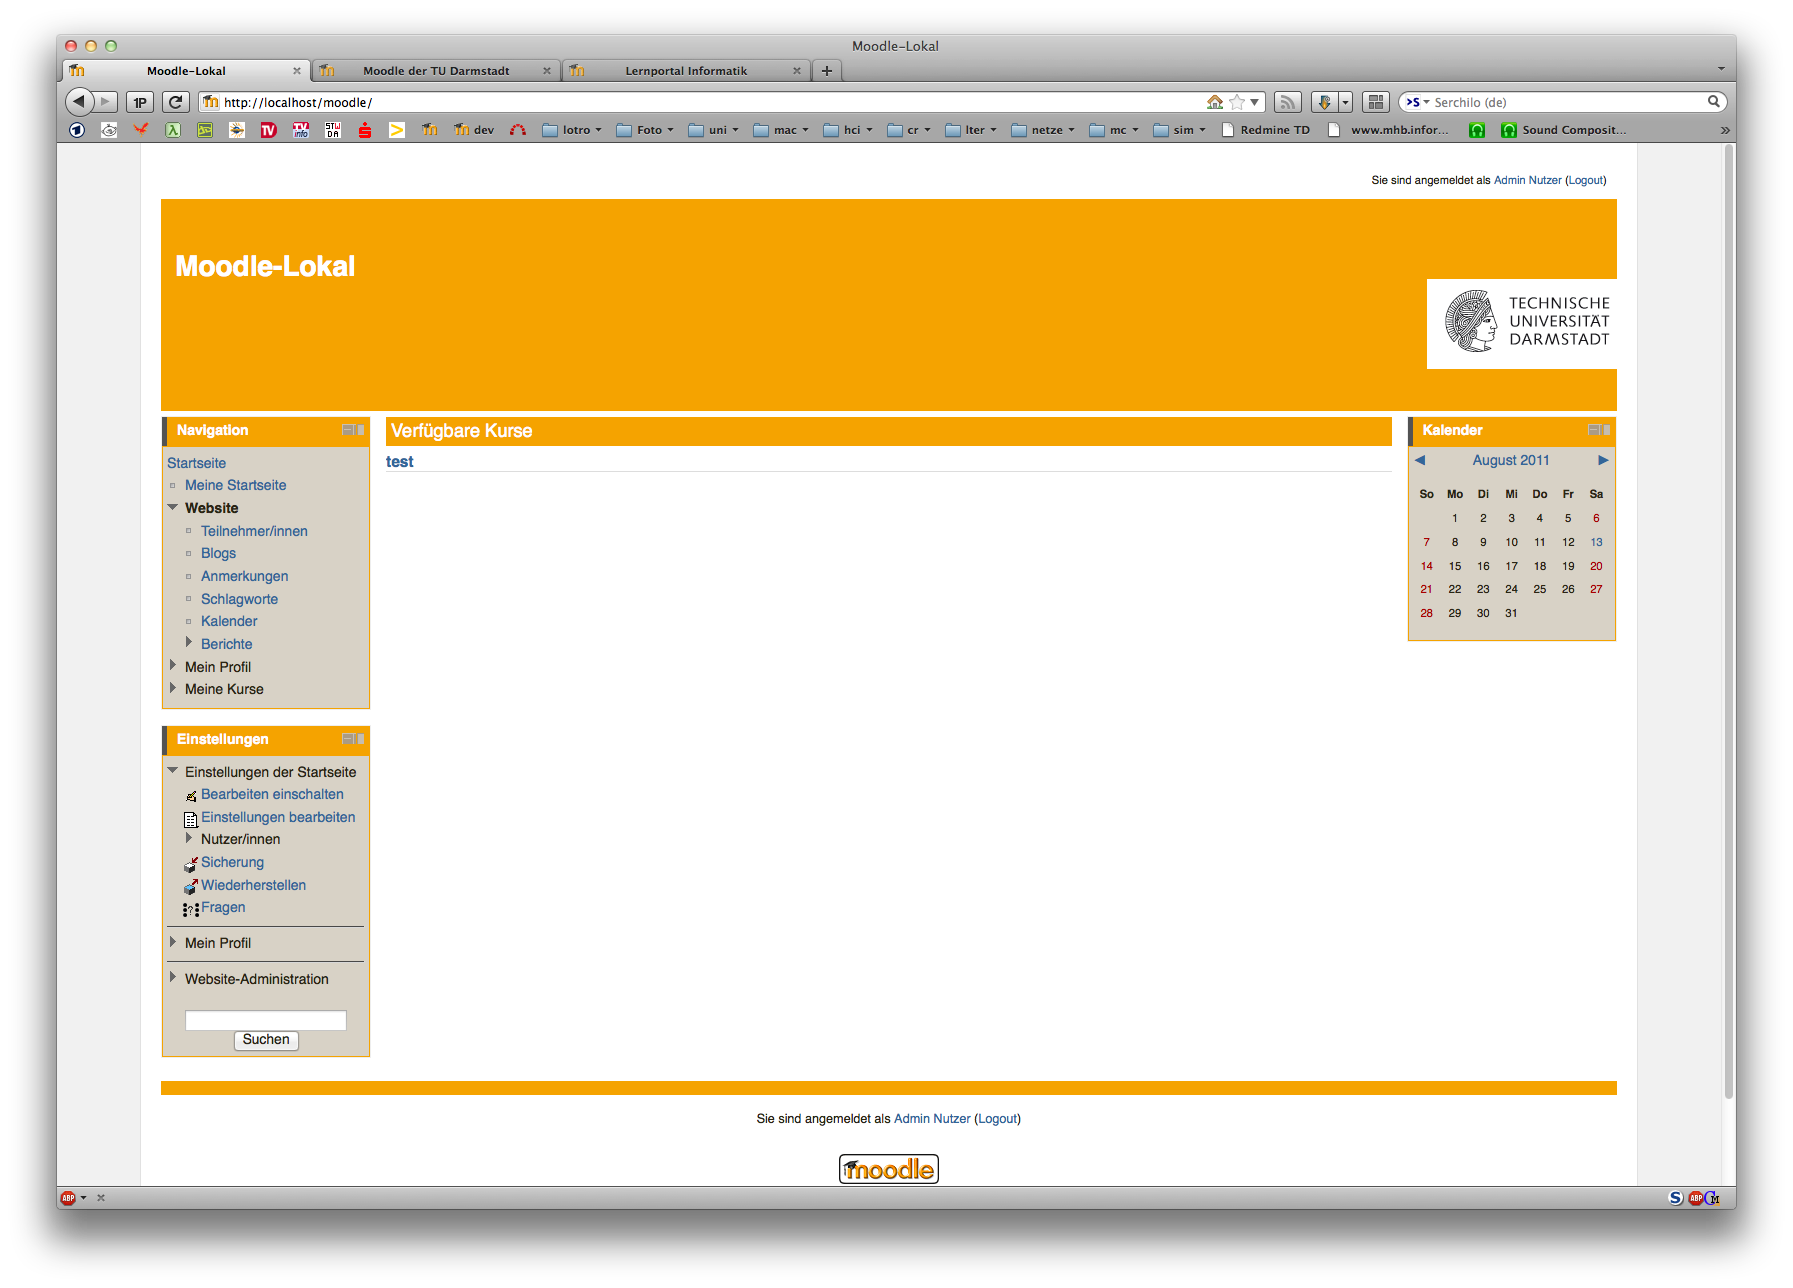 Moodle-Lokal
Moodle-Lokal
Moodle der TU Darmstadt
Lernportal Informatik
1P
http://localhost/moodle/
Serchilo (de)
dev
lotro
Foto
uni
mac
hci
cr
lter
netze
mc
sim
Redmine TD
www.mhb.infor...
Sound Composit...
Sie sind angemeldet als Admin Nutzer (Logout)
Moodle-Lokal
TECHNISCHE
UNIVERSITÄT
DARMSTADT
Navigation
Startseite
Meine Startseite
Website
Teilnehmer/innen
Blogs
Anmerkungen
Schlagworte
Kalender
Berichte
Mein Profil
Meine Kurse
Einstellungen
Einstellungen der Startseite
Bearbeiten einschalten
Einstellungen bearbeiten
Nutzer/innen
Sicherung
Wiederherstellen
Fragen
Mein Profil
Website-Administration
Suchen
Verfügbare Kurse
test
Kalender
August 2011
So Mo Di Mi Do Fr Sa
1 2 3 4 5 6
7 8 9 10 11 12 13
14 15 16 17 18 19 20
21 22 23 24 25 26 27
28 29 30 31
Sie sind angemeldet als Admin Nutzer (Logout)
moodle
ABP
S ABP